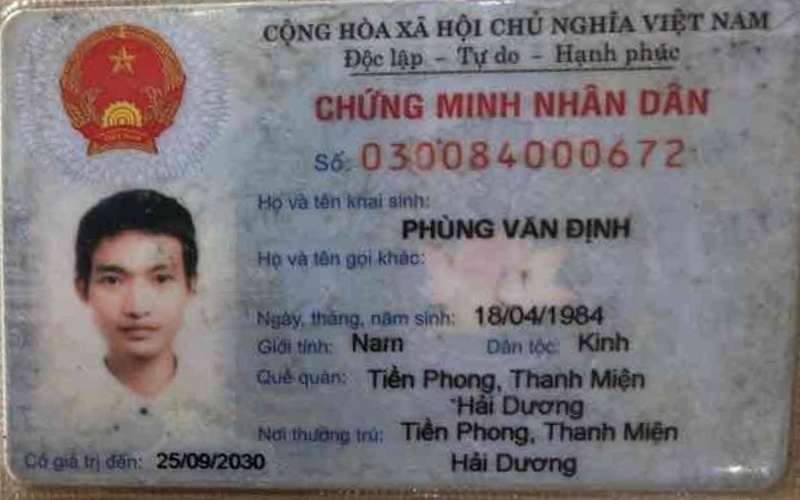 CỘNG HÒA XÃ HỘI CHỦ NGHĨA VIỆT NAM
Độc lập - Tự do - Hạnh phúc
CHỨNG MINH NHÂN DÂN
Số: 030084000672
Họ và tên khai sinh:
PHÙNG VĂN ĐỊNH
Họ và tên gọi khác:
Ngày, tháng, năm sinh: 18/04/1984
Giới tính: Nam Dân tộc: Kinh
Quê quán: Tiền Phong, Thanh Miện
Hải Dương
Nơi thường trú: Tiền Phong, Thanh Miện
Hải Dương
Có giá trị đến: 25/09/2030